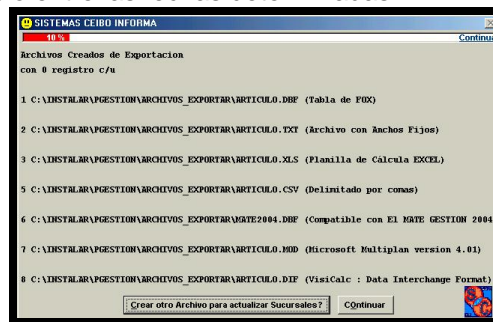 SISTEMAS CEIBO INFORMA
10 %
Continua
Archivos Creados de Exportacion
con 0 registro c/u
1 C:\INSTALAR\PGESTION\ARCHIVOS_EXPORTAR\ARTICULO.DBF (Tabla de FOX)
2 C:\INSTALAR\PGESTION\ARCHIVOS_EXPORTAR\ARTICULO.TXT (Archivo con Anchos Fijos)
3 C:\INSTALAR\PGESTION\ARCHIVOS_EXPORTAR\ARTICULO.XLS (Planilla de Cálcula EXCEL)
5 C:\INSTALAR\PGESTION\ARCHIVOS_EXPORTAR\ARTICULO.CSV (Delimitado por comas)
6 C:\INSTALAR\PGESTION\ARCHIVOS_EXPORTAR\MATE2004.DBF (Compatible con El MATE GESTION 2004
7 C:\INSTALAR\PGESTION\ARCHIVOS_EXPORTAR\ARTICULO.MOD (Microsoft Multiplan version 4.01)
8 C:\INSTALAR\PGESTION\ARCHIVOS_EXPORTAR\ARTICULO.DIF (VisiCalc : Data Interchange Format)
Crear otro Archivo para actualizar Sucursales?
COntinuar